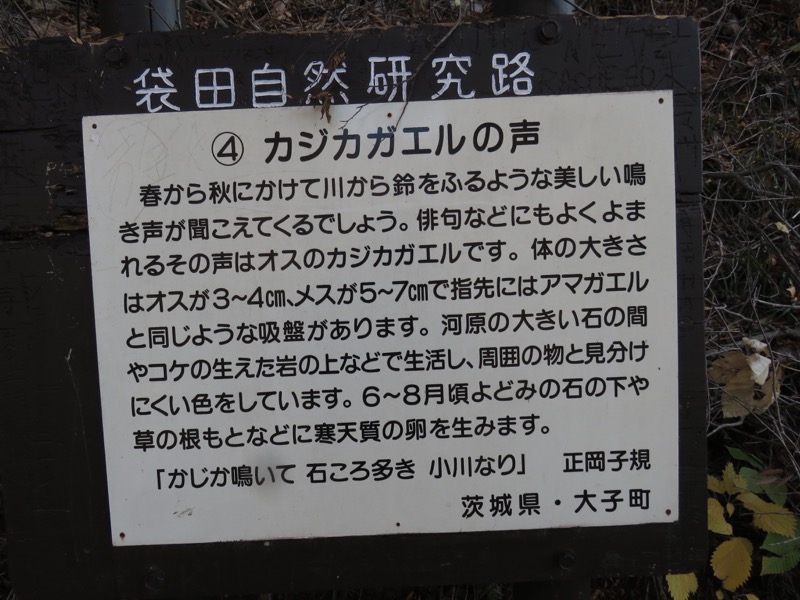 袋田自然研究路
④ カジカガエルの声
春から秋にかけて川から鈴をふるような美しい鳴
き声が聞こえてくるでしょう。俳句などにもよくよま
れるその声はオスのカジカガエルです。体の大きさ
はオスが3~4㎝、メスが5~7㎝で指先にはアマガエル
と同じような吸盤があります。河原の大きい石の間
やコケの生えた岩の上などで生活し、周囲の物と見分け
にくい色をしています。6~8月頃よどみの石の下や
草の根もとなどに寒天質の卵を生みます。
「かじか鳴いて 石ころ多き 小川なり」 正岡子規
茨城県・大子町